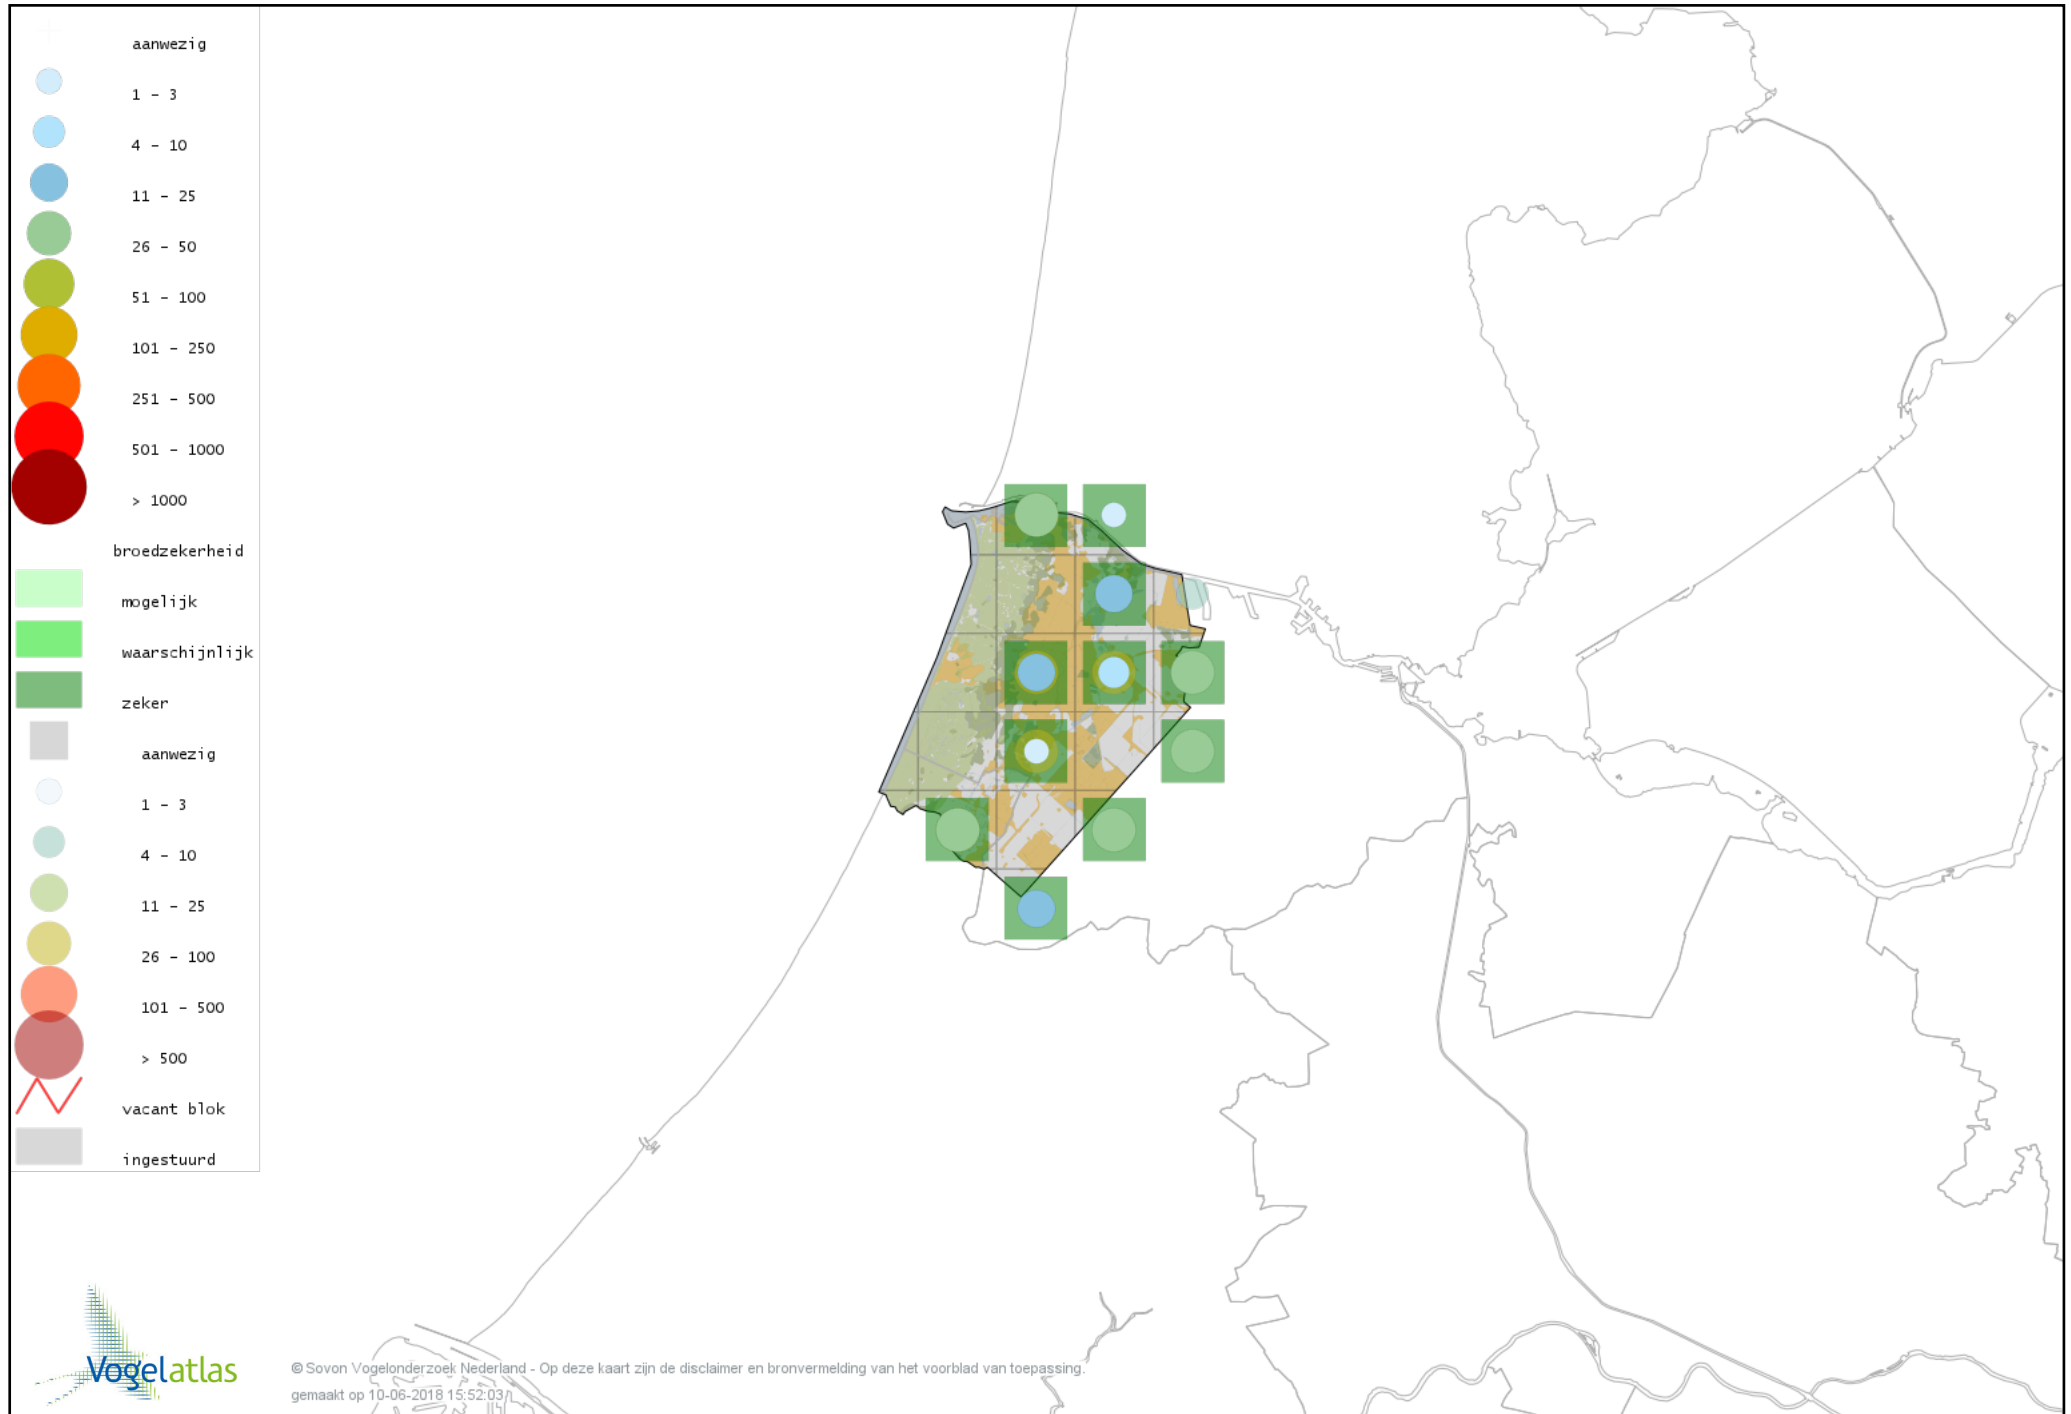 aanwezig
1 - 3
4 - 10
11 - 25
26 - 50
51 - 100
101 - 250
251 - 500
501 - 1000
> 1000
broedzekerheid
mogelijk
waarschijnlijk
zeker
aanwezig
1 - 3
4 - 10
11 - 25
26 - 100
101 - 500
> 500
vacant blok
ingestuurd
Vogelatlas
© Sovon Vogelonderzoek Nederland - Op deze kaart zijn de disclaimer en bronvermelding van het voorblad van toepassing.
gemaakt op 10-06-2018 15:52:03